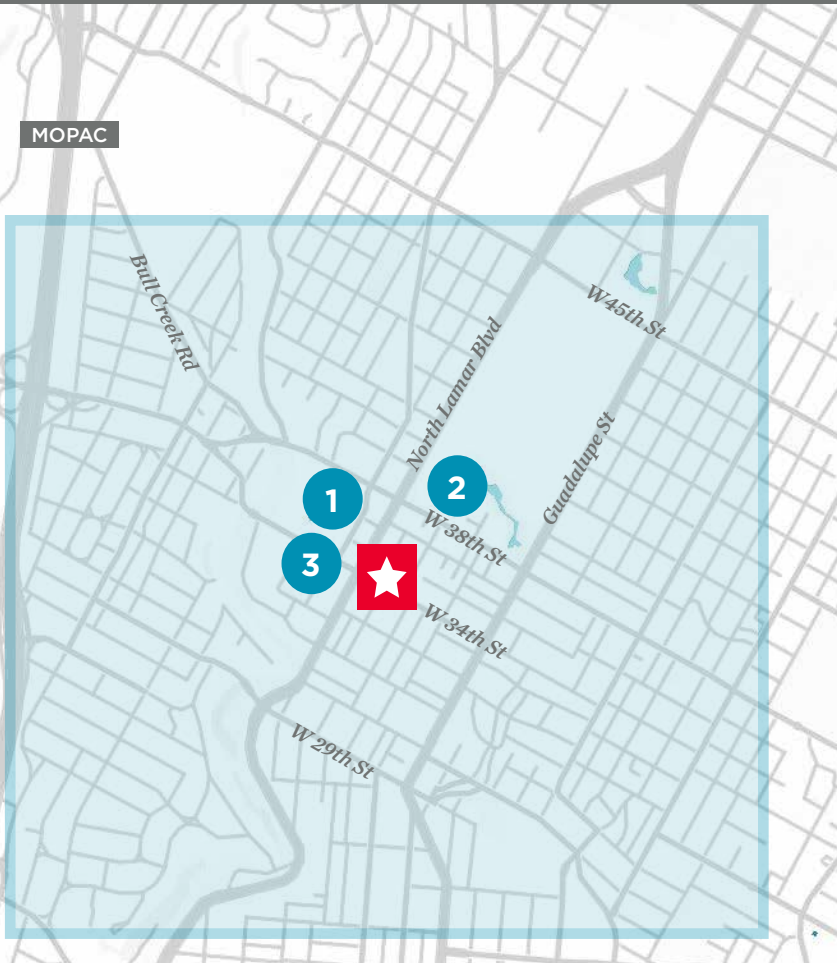 MOPAC
Bull Creek Rd
W 45th St
North Lamar Blvd
Guadalupe St
1
2
W 38th St
3
W 34th St
W 29th St